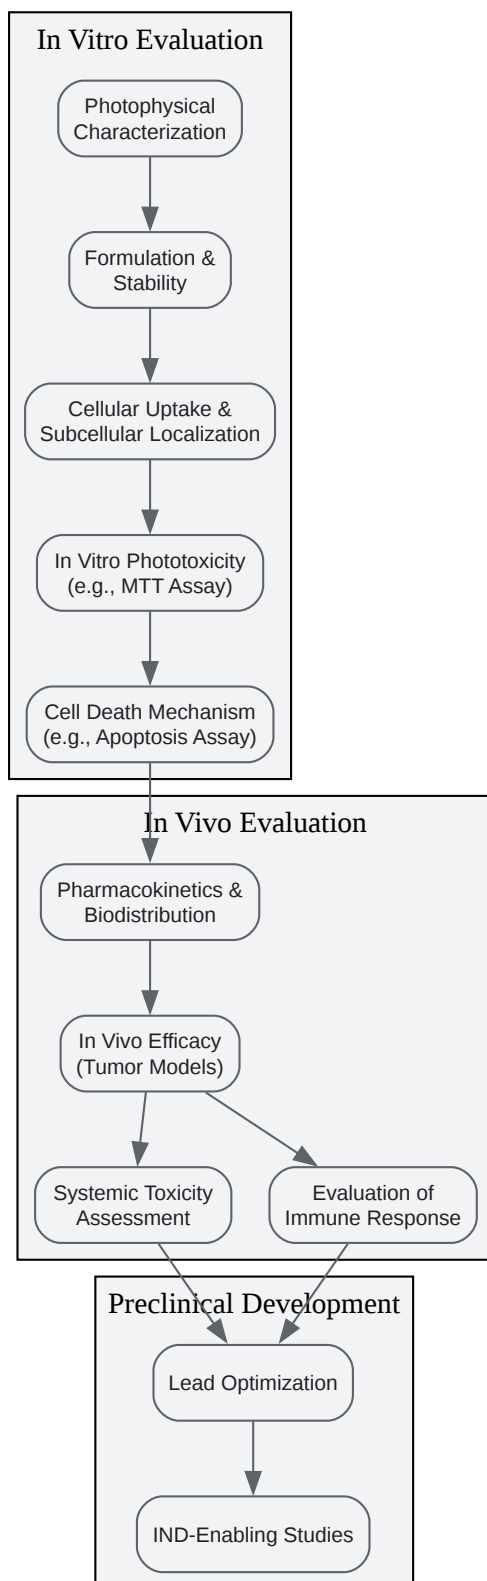 In Vitro Evaluation
Photophysical
Characterization
Formulation &
Stability
Cellular Uptake &
Subcellular Localization
In Vitro Phototoxicity
(e.g., MTT Assay)
Cell Death Mechanism
(e.g., Apoptosis Assay)
In Vivo Evaluation
Pharmacokinetics &
Biodistribution
In Vivo Efficacy
(Tumor Models)
Systemic Toxicity
Assessment
Evaluation of
Immune Response
Preclinical Development
Lead Optimization
IND-Enabling Studies